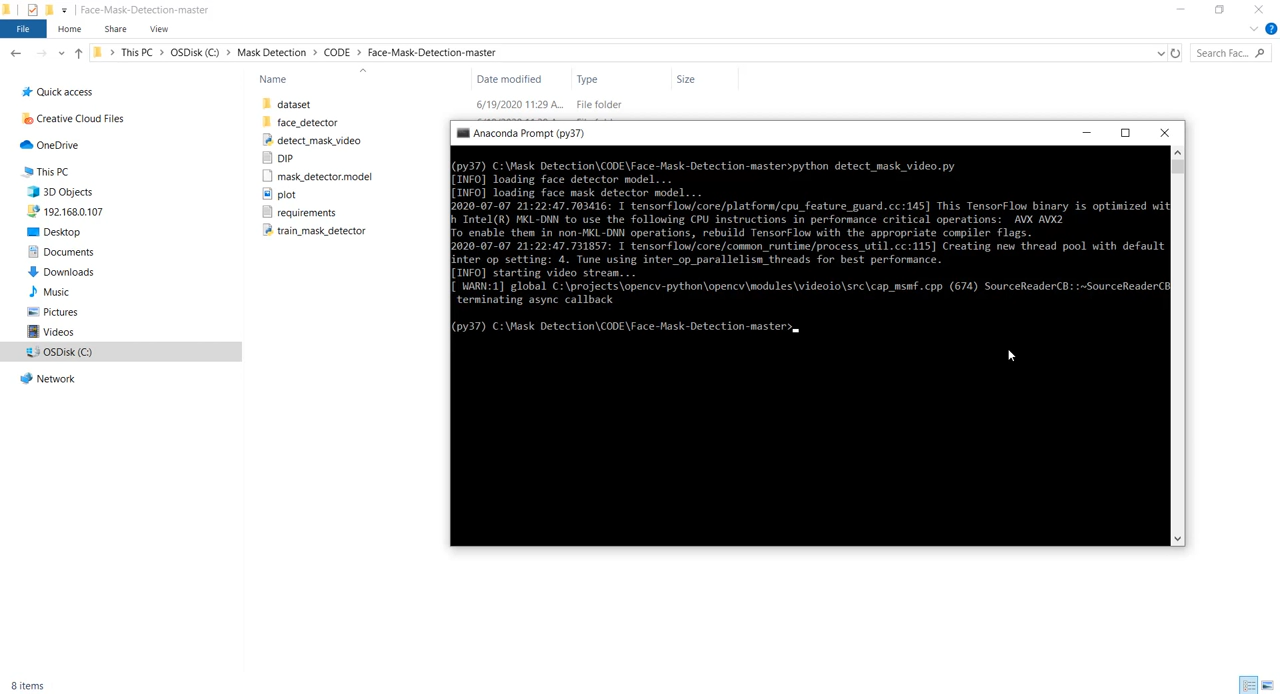 Face-Mask-Detection-master
File Home Share View
This PC OSDisk (C:) Mask Detection CODE Face-Mask-Detection-master
Search Fac...
Name Date modified Type Size
Quick access
Creative Cloud Files
OneDrive
This PC
3D Objects
192.168.0.107
Desktop
Documents
Downloads
Music
Pictures
Videos
OSDisk (C:)
Network
dataset 6/19/2020 11:29 A... File folder
face_detector
detect_mask_video
DIP
mask_detector.model
plot
requirements
train_mask_detector
Anaconda Prompt (py37)
(py37) C:\Mask Detection\CODE\Face-Mask-Detection-master>python detect_mask_video.py
[INFO] loading face detector model...
[INFO] loading face mask detector model...
2020-07-07 21:22:47.703416: I tensorflow/core/platform/cpu_feature_guard.cc:145] This TensorFlow binary is optimized wit
h Intel(R) MKL-DNN to use the following CPU instructions in performance critical operations:  AVX AVX2
To enable them in non-MKL-DNN operations, rebuild TensorFlow with the appropriate compiler flags.
2020-07-07 21:22:47.731857: I tensorflow/core/common_runtime/process_util.cc:115] Creating new thread pool with default
inter op setting: 4. Tune using inter_op_parallelism_threads for best performance.
[INFO] starting video stream...
[ WARN:1] global C:\projects\opencv-python\opencv\modules\videoio\src\cap_msmf.cpp (674) SourceReaderCB::~SourceReaderCB
terminating async callback
(py37) C:\Mask Detection\CODE\Face-Mask-Detection-master>
8 items